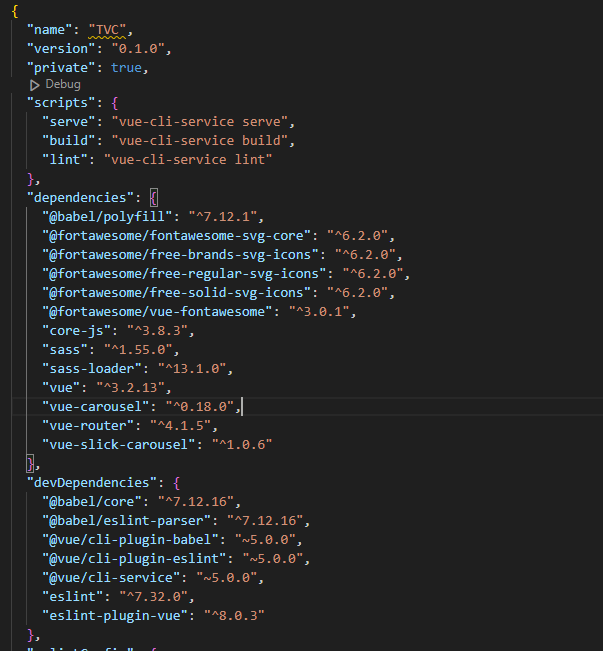 {
"name": "TVC",
"version": "0.1.0",
"private": true,
Debug
"scripts": {
"serve": "vue-cli-service serve",
"build": "vue-cli-service build",
"lint": "vue-cli-service lint"
},
"dependencies": {
"@babel/polyfill": "^7.12.1",
"@fortawesome/fontawesome-svg-core": "^6.2.0",
"@fortawesome/free-brands-svg-icons": "^6.2.0",
"@fortawesome/free-regular-svg-icons": "^6.2.0",
"@fortawesome/free-solid-svg-icons": "^6.2.0",
"@fortawesome/vue-fontawesome": "^3.0.1",
"core-js": "^3.8.3",
"sass": "^1.55.0",
"sass-loader": "^13.1.0",
"vue": "^3.2.13",
"vue-carousel": "^0.18.0",
"vue-router": "^4.1.5",
"vue-slick-carousel": "^1.0.6"
},
"devDependencies": {
"@babel/core": "^7.12.16",
"@babel/eslint-parser": "^7.12.16",
"@vue/cli-plugin-babel": "~5.0.0",
"@vue/cli-plugin-eslint": "~5.0.0",
"@vue/cli-service": "~5.0.0",
"eslint": "^7.32.0",
"eslint-plugin-vue": "^8.0.3"
},